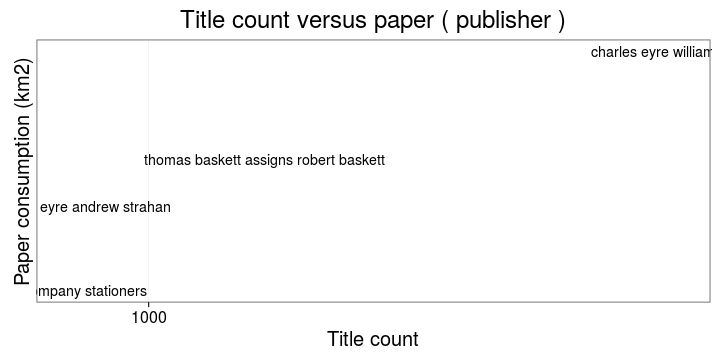 Title count versus paper ( publisher )
Paper consumption (km2)
charles eyre william
thomas baskett assigns robert baskett
eyre andrew strahan
mpany stationers
1000
Title count